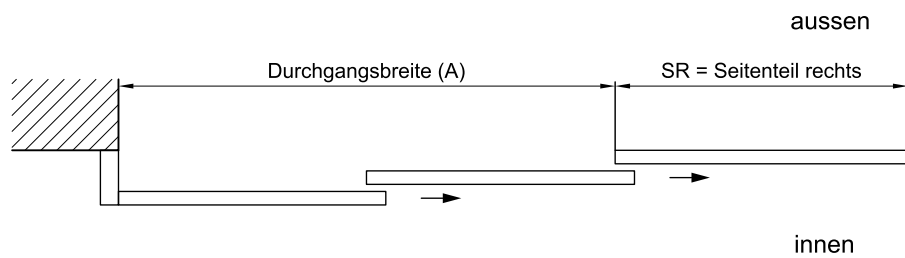 aussen
Durchgangsbreite (A)
SR = Seitenteil rechts
innen